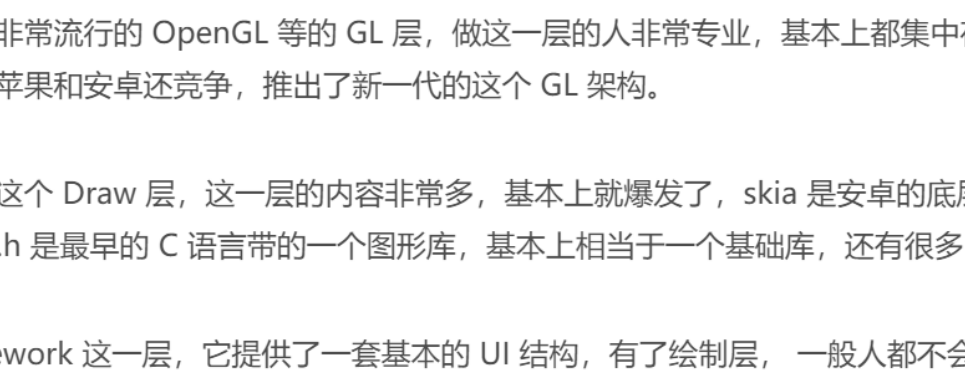 非常流行的 OpenGL 等的 GL 层，做这一层的人非常专业，基本上都集中
苹果和安卓还竞争，推出了新一代的这个 GL 架构。
这个 Draw 层，这一层的内容非常多，基本上就爆发了，skia 是安卓的底
.h 是最早的 C 语言带的一个图形库，基本上相当于一个基础库，还有很多
ework 这一层，它提供了一套基本的 UI 结构，有了绘制层， 一般人都不会